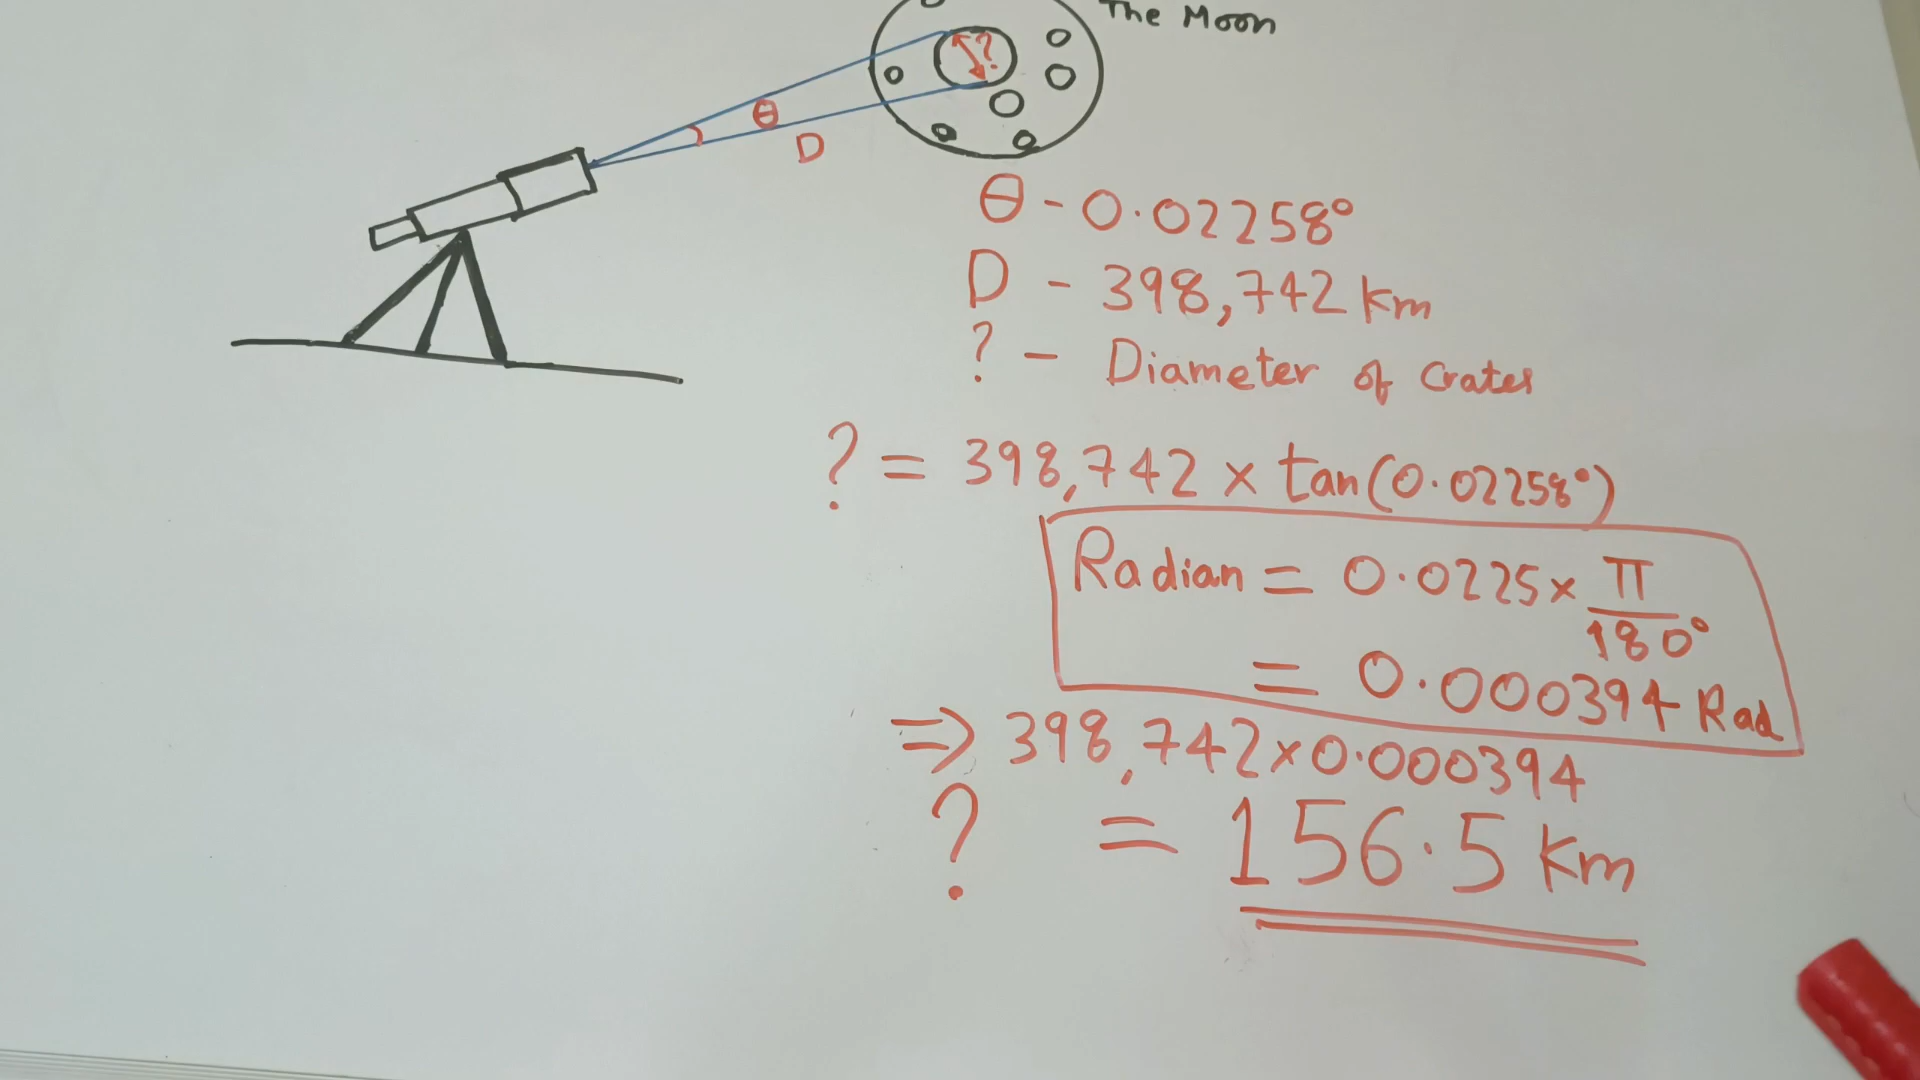 The Moon
?
θ
D
θ - 0.02258°
D - 398,742 Km
? - Diameter of Crater
? = 398,742 × tan(0.02258°)
Radian = 0.0225 × π/180°
= 0.000394 Rad
⇒ 398,742×0.000394
? = 156.5 Km